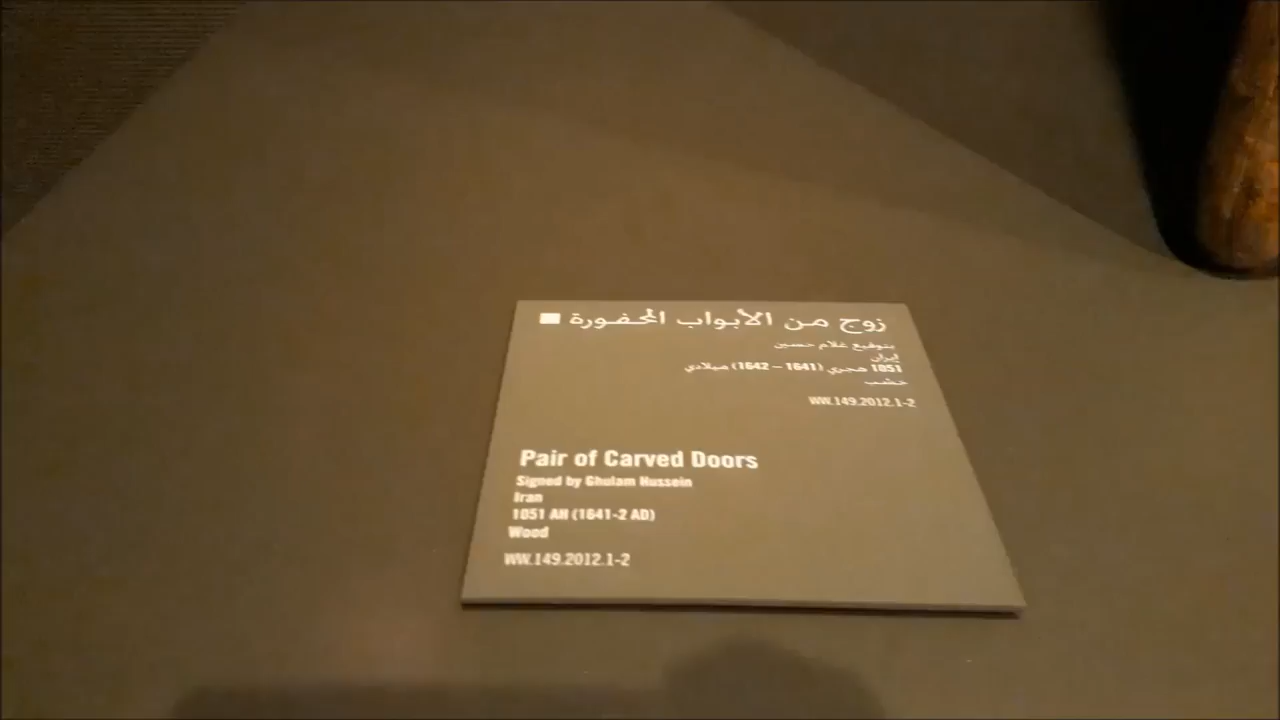 زوج من الأبواب المحفورة
بتوقيع غلام حسين
إيران
1051 هجري (1641 – 1642) ميلادي
خشب
WW.149.2012.1-2
Pair of Carved Doors
Signed by Ghulam Hussein
Iran
1051 AH (1641-2 AD)
Wood
WW.149.2012.1-2